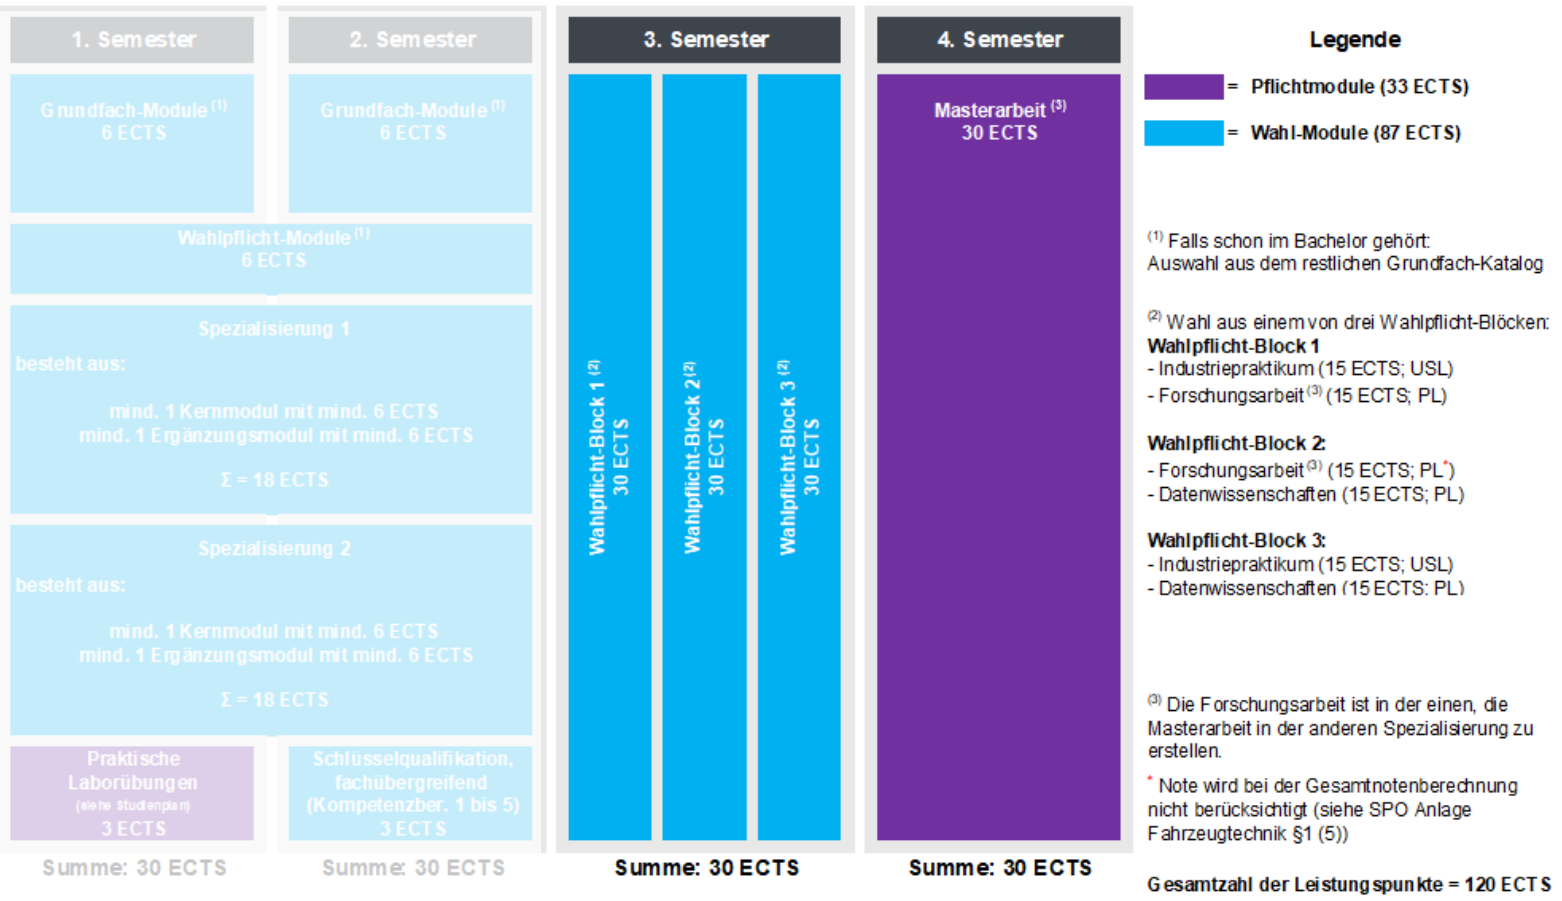 1. Semester
Grundfach-Module (1)
6 ECTS
2. Semester
Grundfach-Module (1)
6 ECTS
Wahlpflicht-Module (1)
6 ECTS
Spezialisierung 1
besteht aus:
mind. 1 Kernmodul mit mind. 6 ECTS
mind. 1 Ergänzungsmodul mit mind. 6 ECTS
Σ = 18 ECTS
Spezialisierung 2
besteht aus:
mind. 1 Kernmodul mit mind. 6 ECTS
mind. 1 Ergänzungsmodul mit mind. 6 ECTS
Σ = 18 ECTS
Praktische
Laborübungen
(siehe Studienplan)
3 ECTS
Schlüsselqualifikation,
fachübergreifend
(Kompetenzber. 1 bis 5)
3 ECTS
Summe: 30 ECTS
Summe: 30 ECTS
3. Semester
Wahlpflicht-Block 1 (2)
30 ECTS
Wahlpflicht-Block 2 (2)
30 ECTS
Wahlpflicht-Block 3 (2)
30 ECTS
Summe: 30 ECTS
4. Semester
Masterarbeit (3)
30 ECTS
Summe: 30 ECTS
Legende
= Pflichtmodule (33 ECTS)
= Wahl-Module (87 ECTS)
(1) Falls schon im Bachelor gehört:
Auswahl aus dem restlichen Grundfach-Katalog
(2) Wahl aus einem von drei Wahlpflicht-Blöcken:
Wahlpflicht-Block 1
- Industriepraktikum (15 ECTS; USL)
- Forschungsarbeit (3) (15 ECTS; PL)
Wahlpflicht-Block 2:
- Forschungsarbeit (3) (15 ECTS; PL*)
- Datenwissenschaften (15 ECTS; PL)
Wahlpflicht-Block 3:
- Industriepraktikum (15 ECTS; USL)
- Datenwissenschaften (15 ECTS; PL)
(3) Die Forschungsarbeit ist in der einen, die
Masterarbeit in der anderen Spezialisierung zu
erstellen.
* Note wird bei der Gesamtnotenberechnung
nicht berücksichtigt (siehe SPO Anlage
Fahrzeugtechnik §1 (5))
Gesamtzahl der Leistungspunkte = 120 ECTS